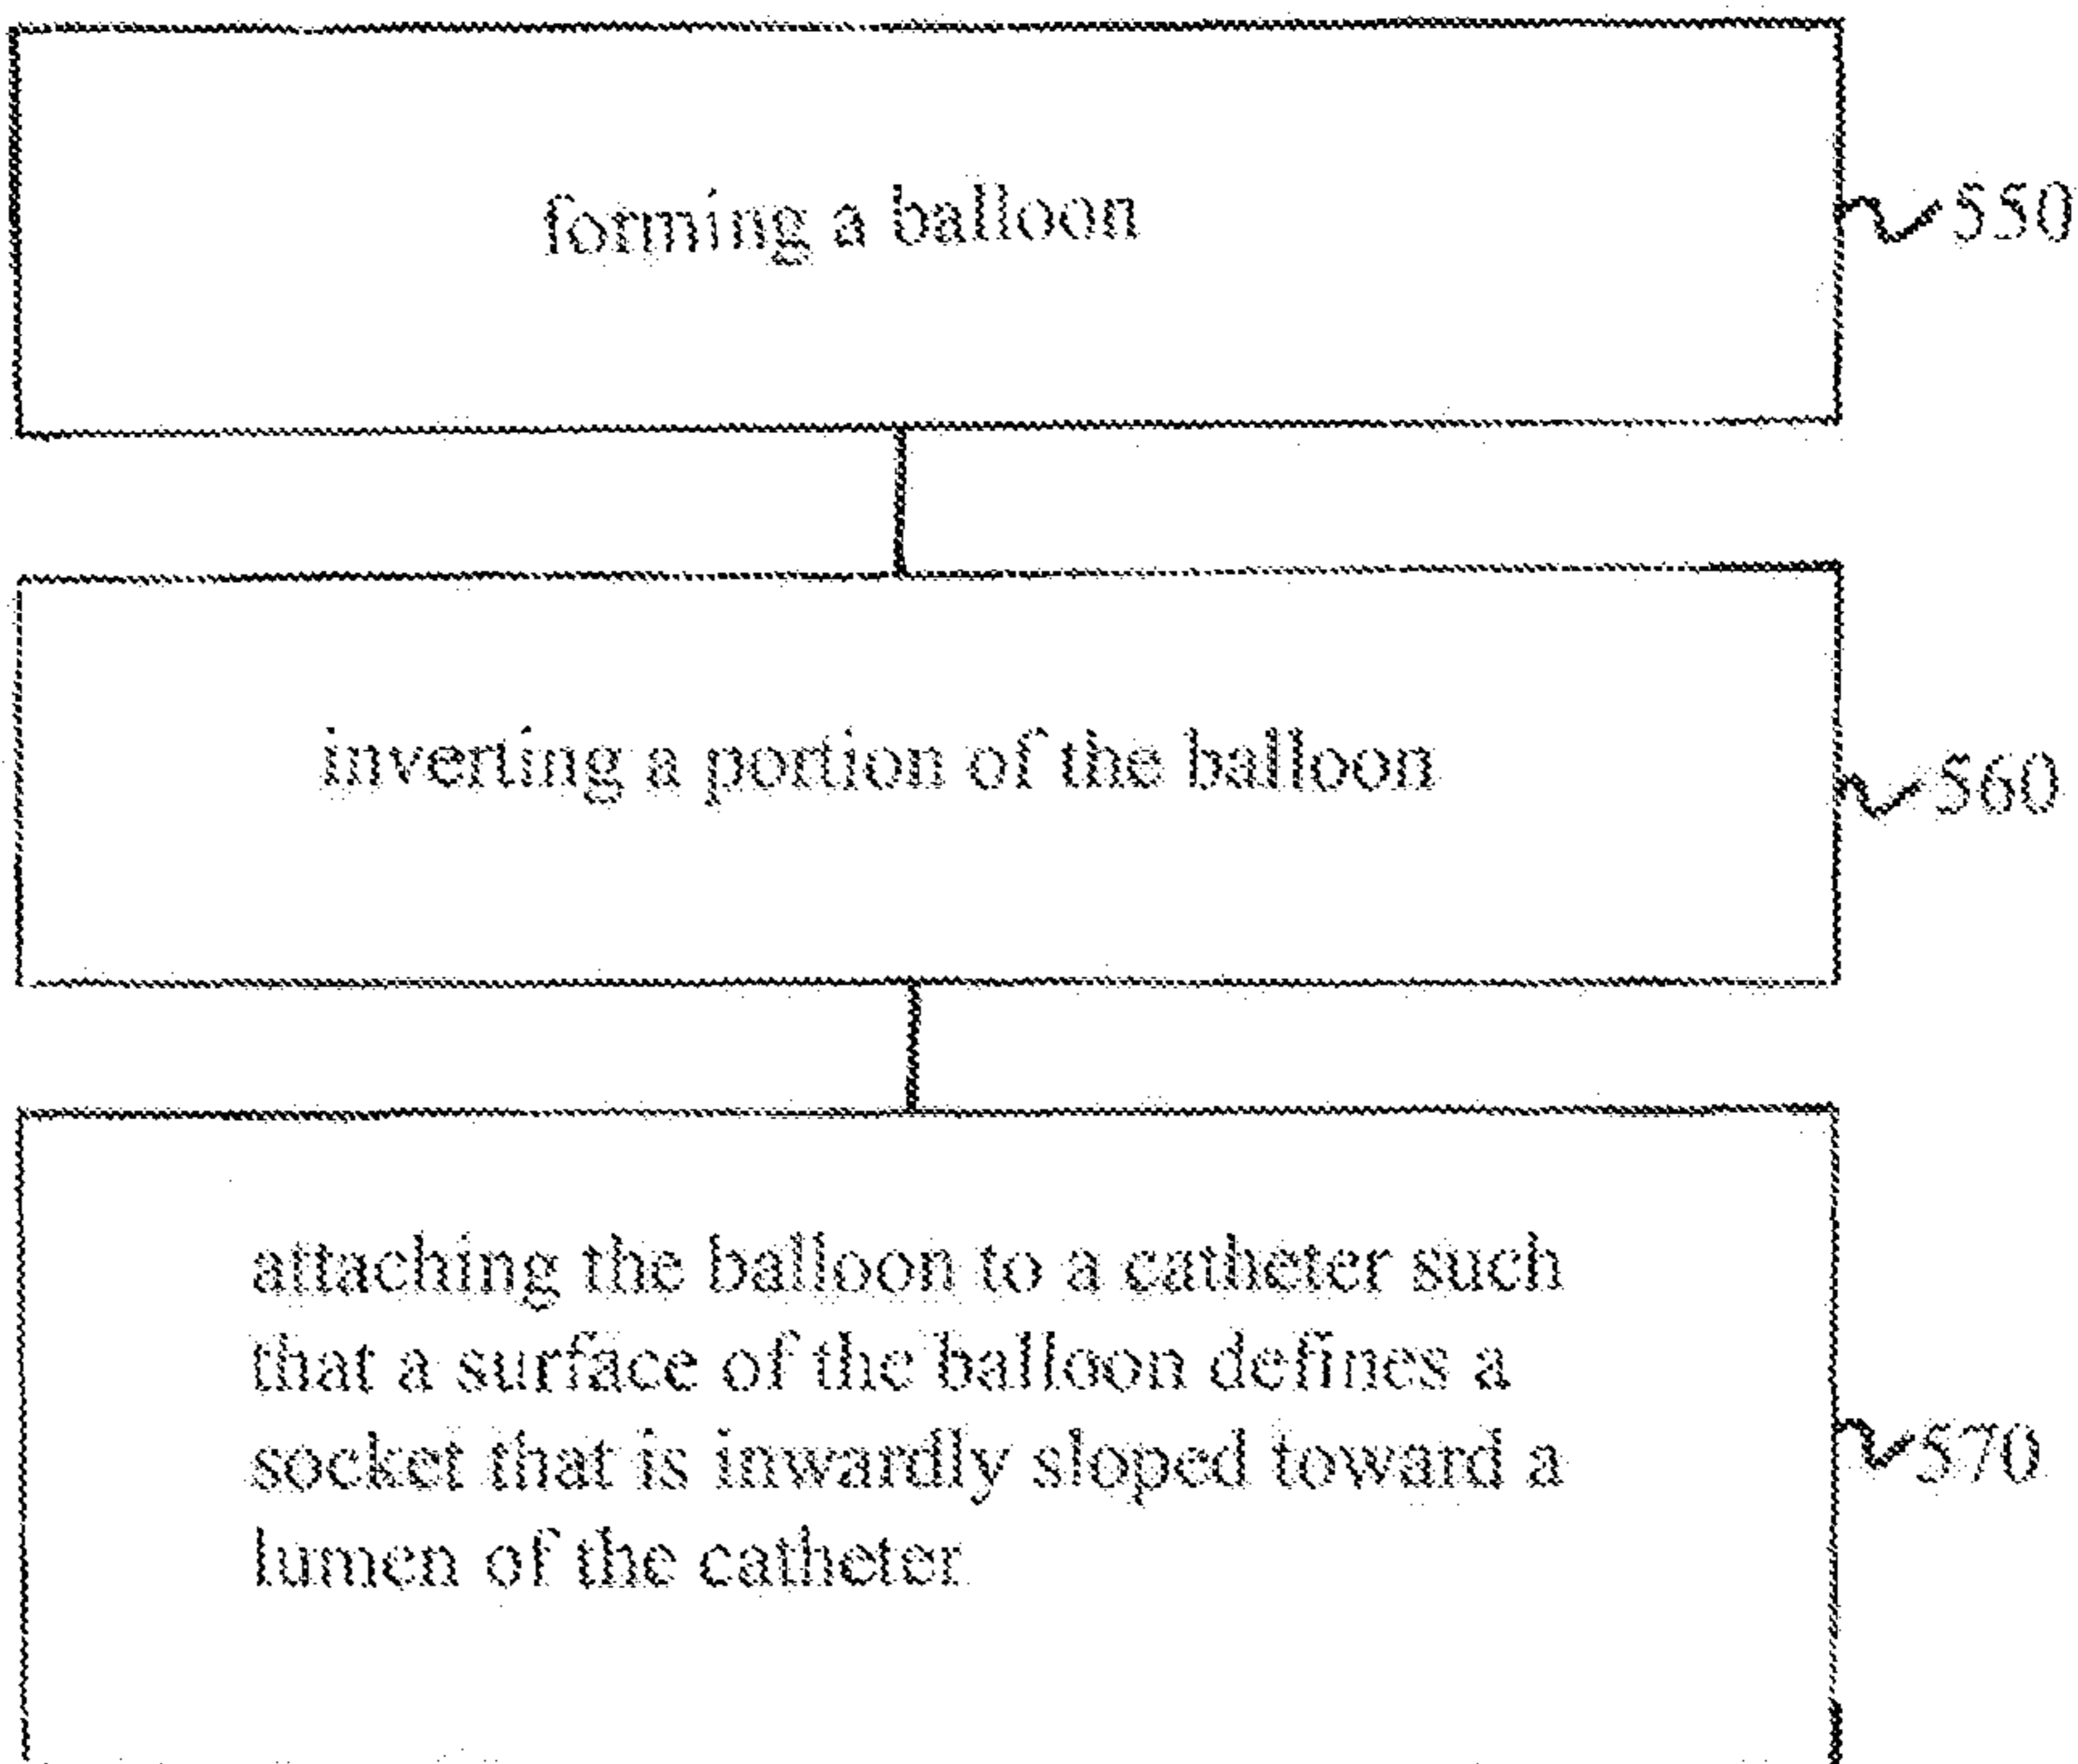 forming a balloon
550
inverting a portion of the balloon
560
attaching the balloon to a catheter such
that a surface of the balloon defines a
socket that is inwardly sloped toward a
lumen of the catheter
570